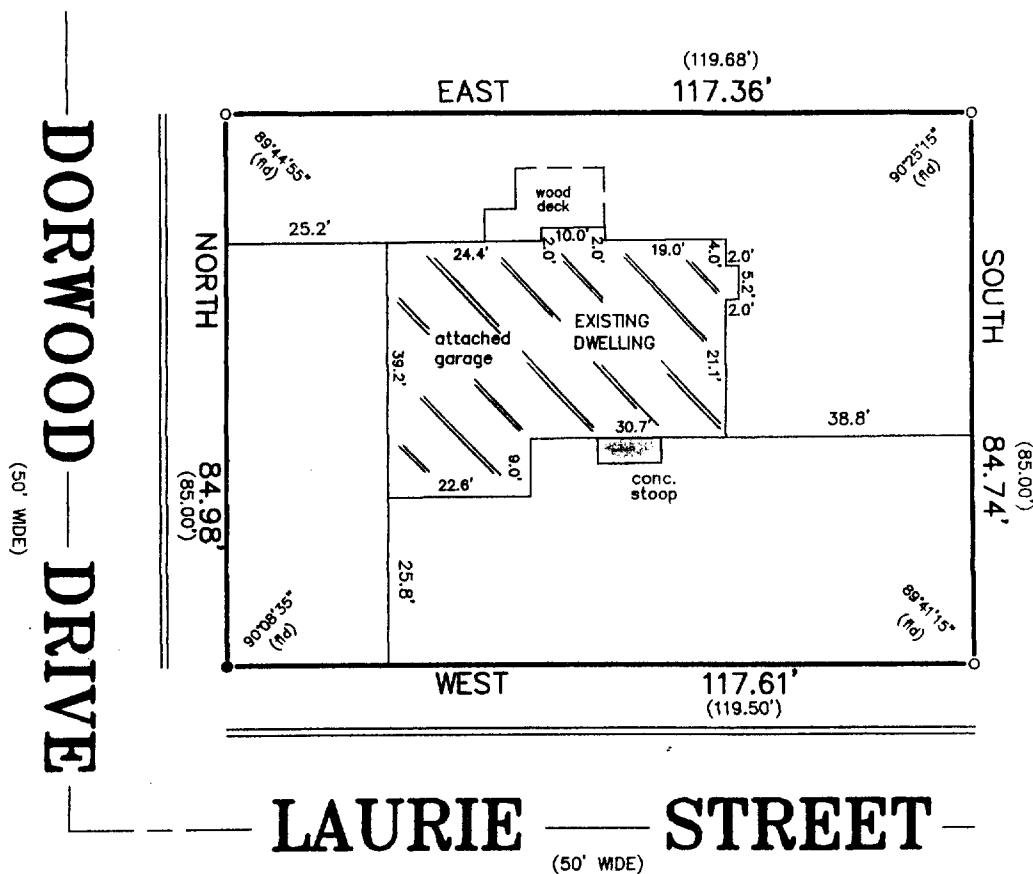 (119.68')
EAST 117.36'
89°44'55"
(fld)
90°25'15"
(fld)
wood
deck
25.2'
24.4'
2.0'
10.0'
2.0'
19.0'
4.0'
2.0'
5.2'
2.0'
NORTH
SOUTH
DORWOOD DRIVE
(50' WIDE)
attached
garage
EXISTING
DWELLING
39.2'
21.1'
30.7'
38.8'
9.0'
22.6'
conc.
stoop
84.98'
(85.00')
84.74'
(85.00')
25.8'
90°08'35"
(fld)
89°41'15"
(fld)
WEST 117.61'
(119.50')
LAURIE STREET
(50' WIDE)